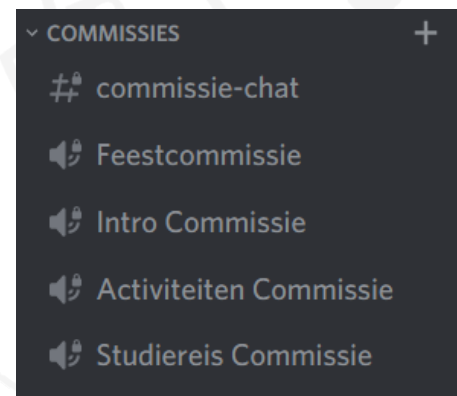 COMMISSIES
commissie-chat
Feestcommissie
Intro Commissie
Activiteiten Commissie
Studiereis Commissie